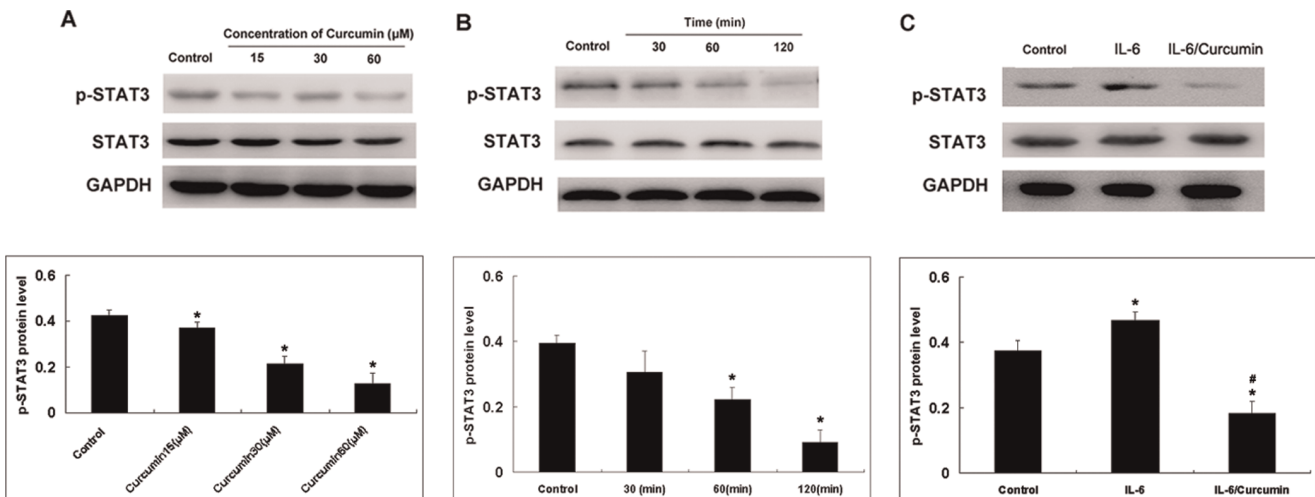 A
Concentration of Curcumin (μM)
Control 15 30 60
p-STAT3
STAT3
GAPDH
p-STAT3 protein level
0.6
0.4
0.2
0
* * *
Control Curcumin15(μM) Curcumin30(μM) Curcumin60(μM)
B
Time (min)
Control 30 60 120
p-STAT3
STAT3
GAPDH
p-STAT3 protein level
0.6
0.4
0.2
0
* *
Control 30 (min) 60(min) 120(min)
C
Control IL-6 IL-6/Curcumin
p-STAT3
STAT3
GAPDH
p-STAT3 protein level
0.6
0.4
0.2
0
*
#
*
Control IL-6 IL-6/Curcumin